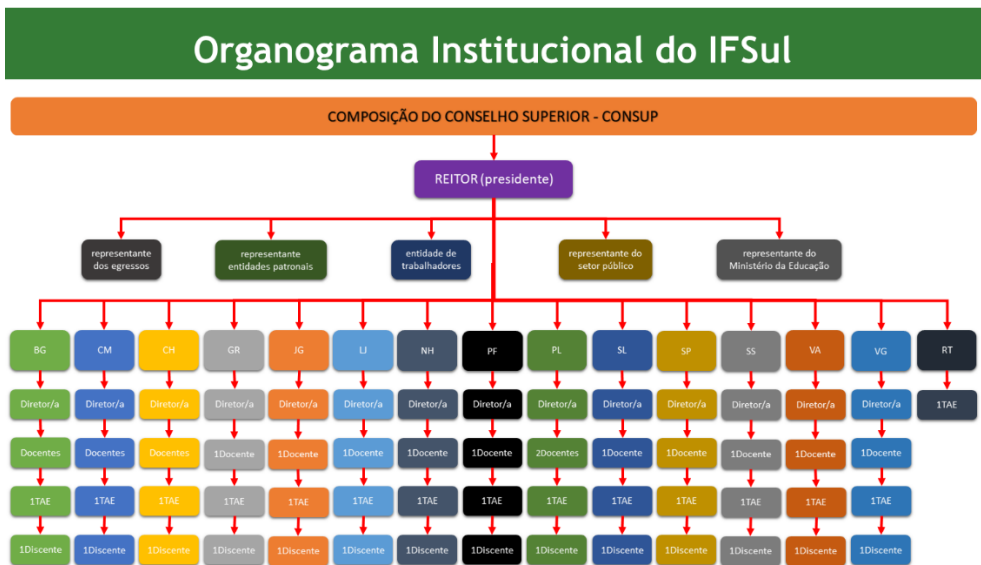 Organograma Institucional do IFSul
COMPOSIÇÃO DO CONSELHO SUPERIOR - CONSUP
REITOR (presidente)
representante
dos egressos
representante
entidades patronais
entidade de
trabalhadores
representante do
setor público
representante do
Ministério da Educação
BG CM CH GR JG LJ NH PF PL SL SP SS VA VG RT
Diretor/a Diretor/a Diretor/a Diretor/a Diretor/a Diretor/a Diretor/a Diretor/a Diretor/a Diretor/a Diretor/a Diretor/a Diretor/a Diretor/a 1TAE
Docentes Docentes Docentes 1Docente 1Docente 1Docente 1Docente 1Docente 2Docentes 1Docente 1Docente 1Docente 1Docente 1Docente
1TAE 1TAE 1TAE 1TAE 1TAE 1TAE 1TAE 1TAE 1TAE 1TAE 1TAE 1TAE 1TAE 1TAE
1Discente 1Discente 1Discente 1Discente 1Discente 1Discente 1Discente 1Discente 1Discente 1Discente 1Discente 1Discente 1Discente 1Discente